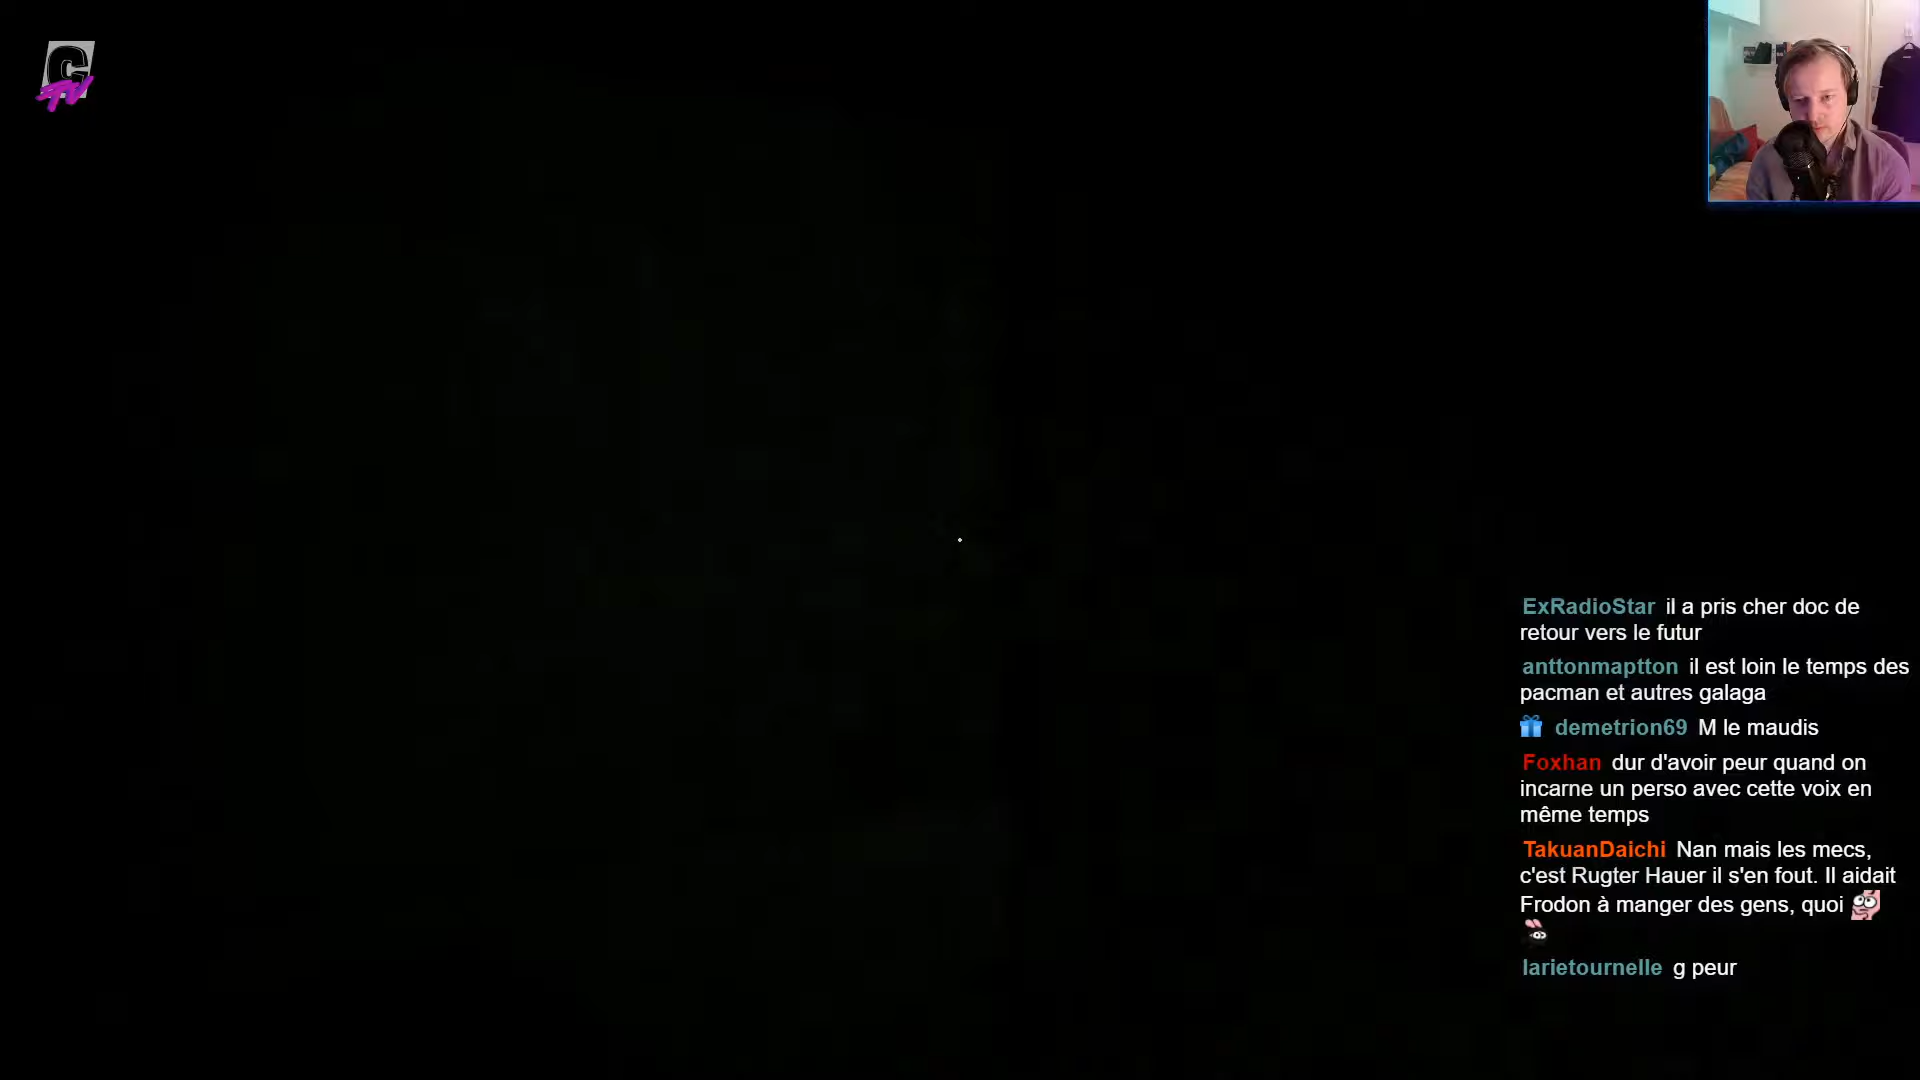 C
TV
ExRadioStar il a pris cher doc de
retour vers le futur
anttonmaptton il est loin le temps des
pacman et autres galaga
demetrion69 M le maudis
Foxhan dur d'avoir peur quand on
incarne un perso avec cette voix en
même temps
TakuanDaichi Nan mais les mecs,
c'est Rugter Hauer il s'en fout. Il aidait
Frodon à manger des gens, quoi
larietournelle g peur